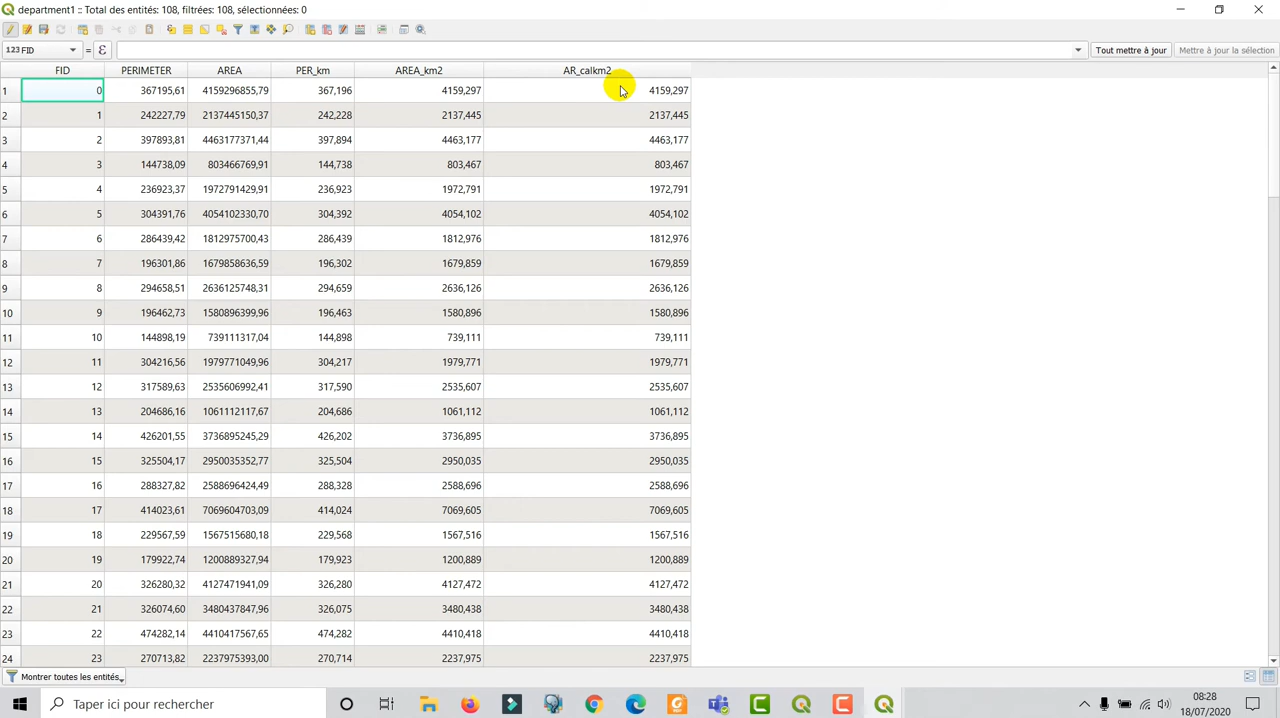 department1 :: Total des entités: 108, filtrées: 108, sélectionnées: 0
123 FID = ε Tout mettre à jour Mettre à jour la sélection
FID PERIMETER AREA PER_km AREA_km2 AR_calkm2
1 0 367195,61 4159296855,79 367,196 4159,297 4159,297
2 1 242227,79 2137445150,37 242,228 2137,445 2137,445
3 2 397893,81 4463177371,44 397,894 4463,177 4463,177
4 3 144738,09 803466769,91 144,738 803,467 803,467
5 4 236923,37 1972791429,91 236,923 1972,791 1972,791
6 5 304391,76 4054102330,70 304,392 4054,102 4054,102
7 6 286439,42 1812975700,43 286,439 1812,976 1812,976
8 7 196301,86 1679858636,59 196,302 1679,859 1679,859
9 8 294658,51 2636125748,31 294,659 2636,126 2636,126
10 9 196462,73 1580896399,96 196,463 1580,896 1580,896
11 10 144898,19 739111317,04 144,898 739,111 739,111
12 11 304216,56 1979771049,96 304,217 1979,771 1979,771
13 12 317589,63 2535606992,41 317,590 2535,607 2535,607
14 13 204686,16 1061112117,67 204,686 1061,112 1061,112
15 14 426201,55 3736895245,29 426,202 3736,895 3736,895
16 15 325504,17 2950035352,77 325,504 2950,035 2950,035
17 16 288327,82 2588696424,49 288,328 2588,696 2588,696
18 17 414023,61 7069604703,09 414,024 7069,605 7069,605
19 18 229567,59 1567515680,18 229,568 1567,516 1567,516
20 19 179922,74 1200889327,94 179,923 1200,889 1200,889
21 20 326280,32 4127471941,09 326,280 4127,472 4127,472
22 21 326074,60 3480437847,96 326,075 3480,438 3480,438
23 22 474282,14 4410417567,65 474,282 4410,418 4410,418
24 23 270713,82 2237975393,00 270,714 2237,975 2237,975
Montrer toutes les entités
Taper ici pour rechercher
08:28
18/07/2020